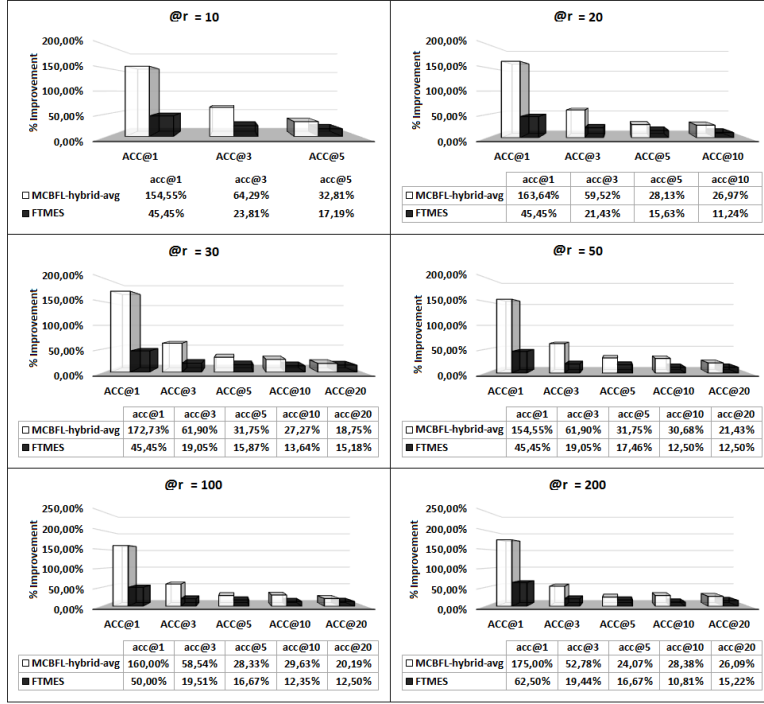 @r = 10
200,00%
150,00%
100,00%
50,00%
0,00%
% Improvement
ACC@1 ACC@3 ACC@5
acc@1 acc@3 acc@5
MCBFL-hybrid-avg 154,55% 64,29% 32,81%
FTMES 45,45% 23,81% 17,19%
@r = 20
200,00%
150,00%
100,00%
50,00%
0,00%
% Improvement
ACC@1 ACC@3 ACC@5 ACC@10
acc@1 acc@3 acc@5 acc@10
MCBFL-hybrid-avg 163,64% 59,52% 28,13% 26,97%
FTMES 45,45% 21,43% 15,63% 11,24%
@r = 30
200,00%
150,00%
100,00%
50,00%
0,00%
% Improvement
ACC@1 ACC@3 ACC@5 ACC@10 ACC@20
acc@1 acc@3 acc@5 acc@10 acc@20
MCBFL-hybrid-avg 172,73% 61,90% 31,75% 27,27% 18,75%
FTMES 45,45% 19,05% 15,87% 13,64% 15,18%
@r = 50
200,00%
150,00%
100,00%
50,00%
0,00%
% Improvement
ACC@1 ACC@3 ACC@5 ACC@10 ACC@20
acc@1 acc@3 acc@5 acc@10 acc@20
MCBFL-hybrid-avg 154,55% 61,90% 31,75% 30,68% 21,43%
FTMES 45,45% 19,05% 17,46% 12,50% 12,50%
@r = 100
250,00%
200,00%
150,00%
100,00%
50,00%
0,00%
% Improvement
ACC@1 ACC@3 ACC@5 ACC@10 ACC@20
acc@1 acc@3 acc@5 acc@10 acc@20
MCBFL-hybrid-avg 160,00% 58,54% 28,33% 29,63% 20,19%
FTMES 50,00% 19,51% 16,67% 12,35% 12,50%
@r = 200
250,00%
200,00%
150,00%
100,00%
50,00%
0,00%
% Improvement
ACC@1 ACC@3 ACC@5 ACC@10 ACC@20
acc@1 acc@3 acc@5 acc@10 acc@20
MCBFL-hybrid-avg 175,00% 52,78% 24,07% 28,38% 26,09%
FTMES 62,50% 19,44% 16,67% 10,81% 15,22%